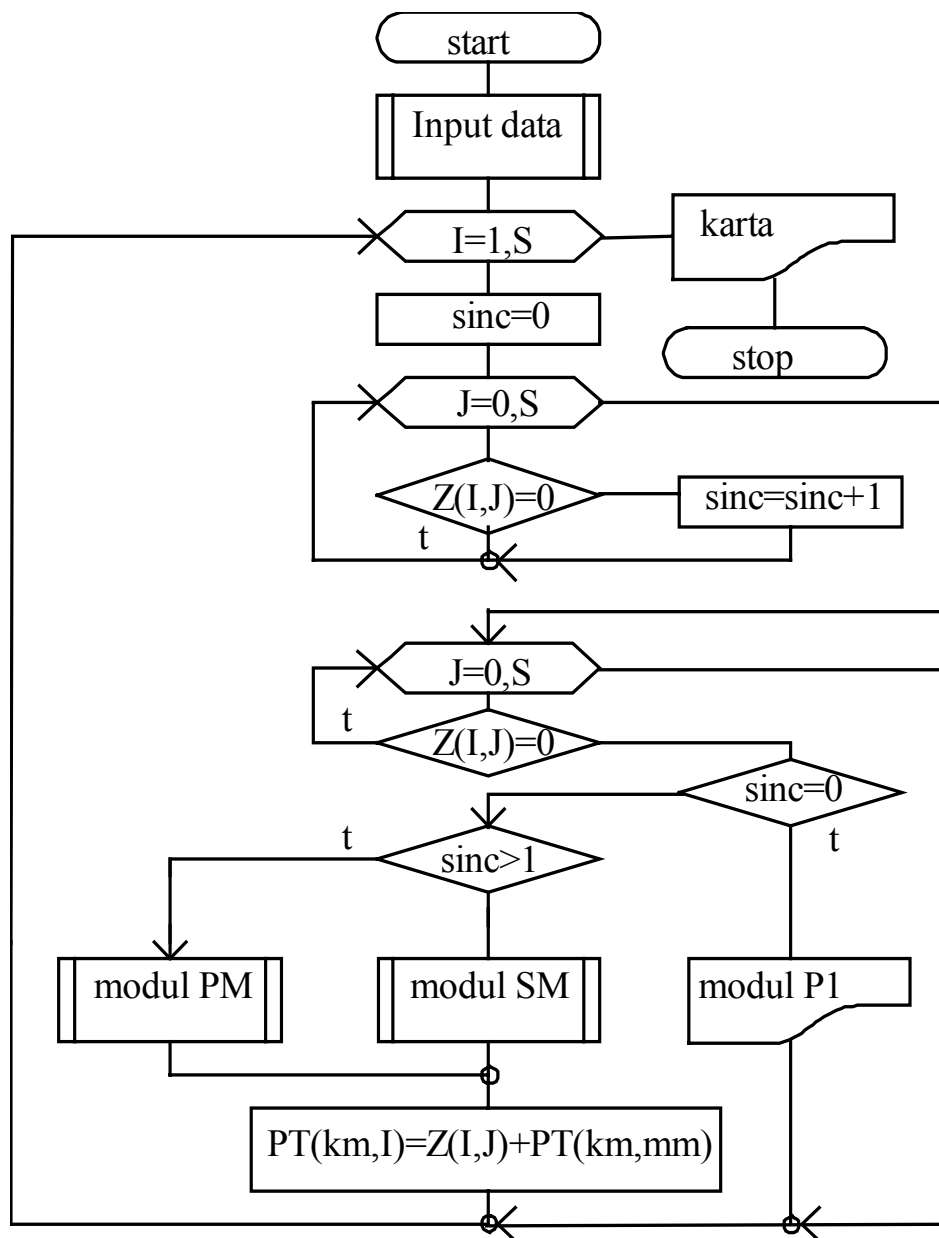 start
Input data
I=1,S
karta
sinc=0
stop
J=0,S
Z(I,J)=0
sinc=sinc+1
t
J=0,S
t
Z(I,J)=0
sinc=0
t
t
sinc>1
modul PM
modul SM
modul P1
PT(km,I)=Z(I,J)+PT(km,mm)